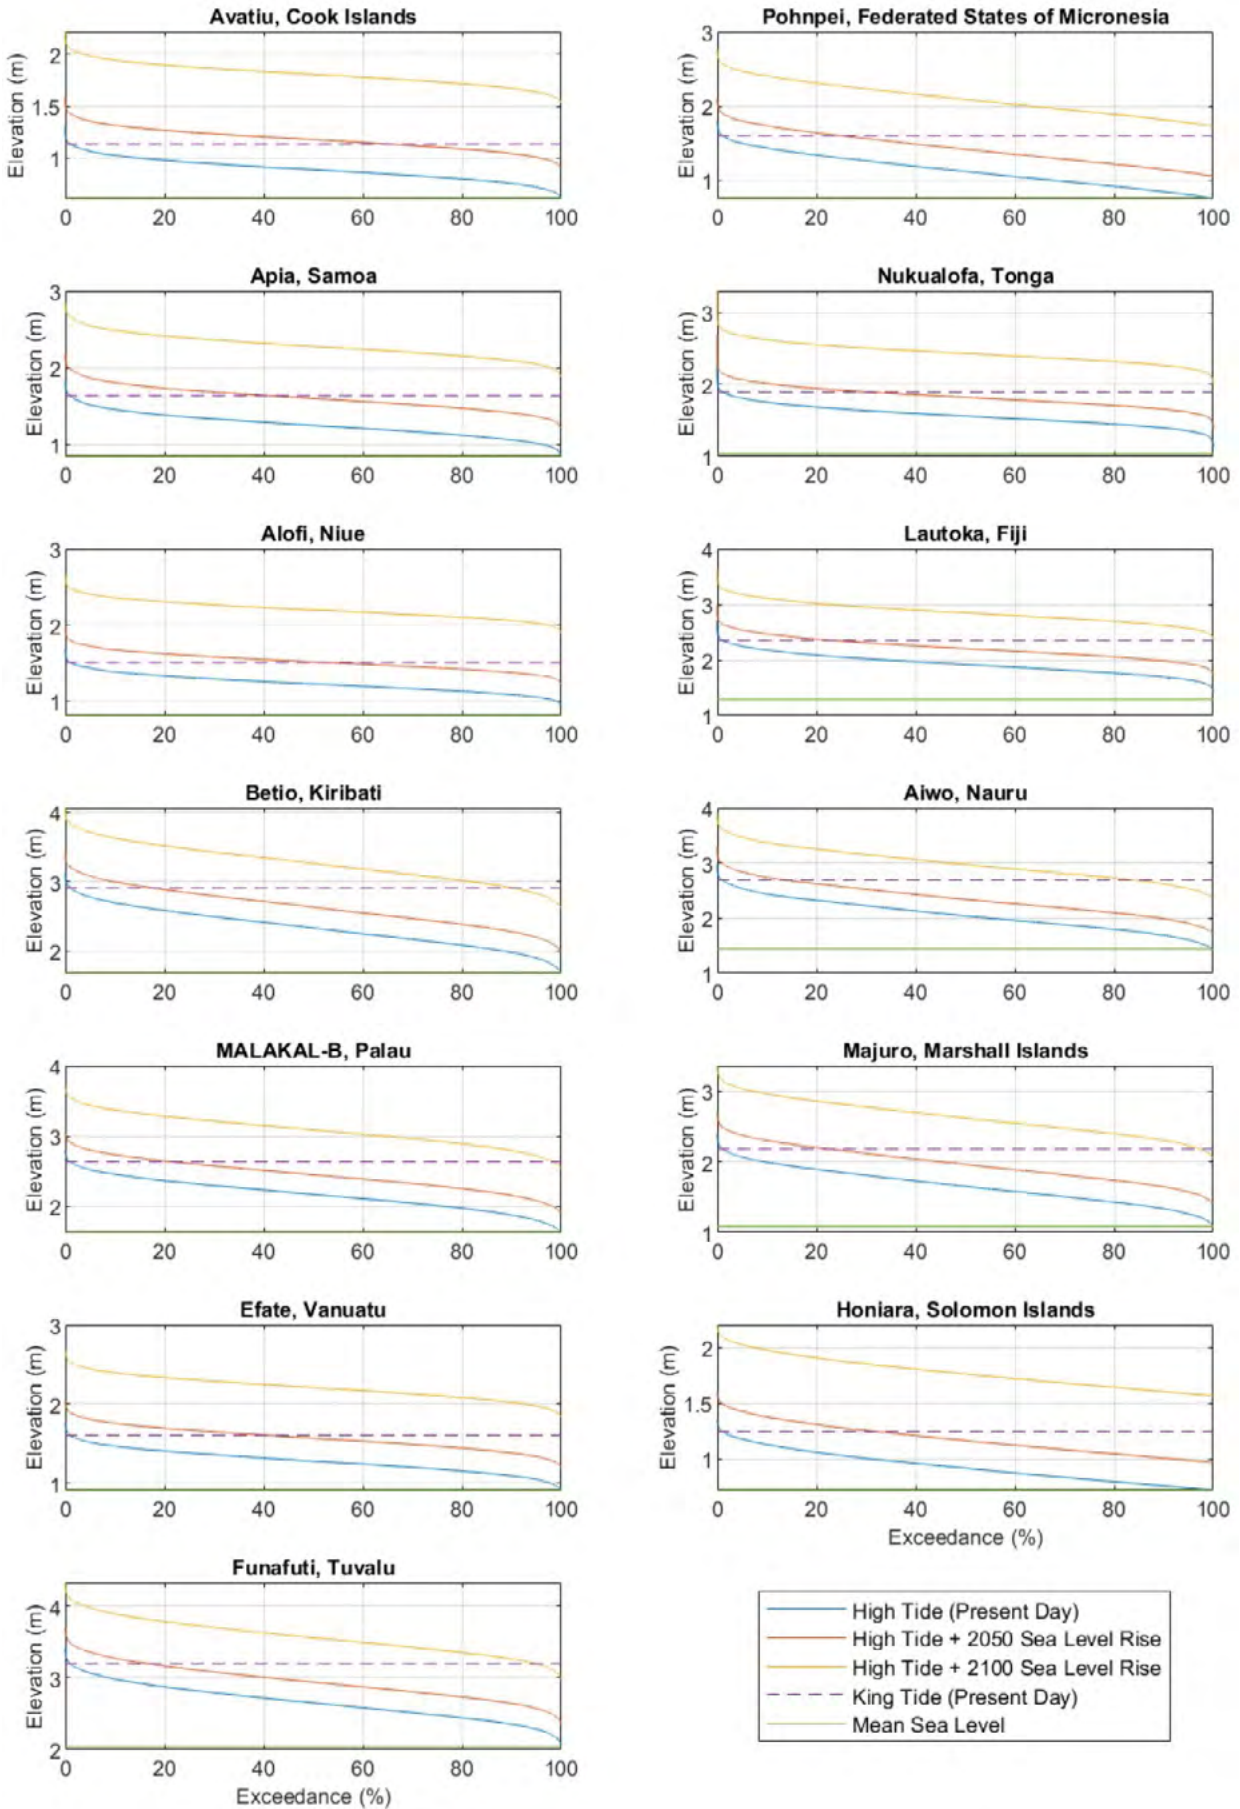 Avatiu, Cook Islands
Elevation (m)
2
1.5
1
0 20 40 60 80 100
Pohnpei, Federated States of Micronesia
Elevation (m)
3
2
1
0 20 40 60 80 100
Apia, Samoa
Elevation (m)
3
2
1
0 20 40 60 80 100
Nukualofa, Tonga
Elevation (m)
3
2
1
0 20 40 60 80 100
Alofi, Niue
Elevation (m)
3
2
1
0 20 40 60 80 100
Lautoka, Fiji
Elevation (m)
4
3
2
1
0 20 40 60 80 100
Betio, Kiribati
Elevation (m)
4
3
2
0 20 40 60 80 100
Aiwo, Nauru
Elevation (m)
4
3
2
1
0 20 40 60 80 100
MALAKAL-B, Palau
Elevation (m)
4
3
2
0 20 40 60 80 100
Majuro, Marshall Islands
Elevation (m)
3
2
1
0 20 40 60 80 100
Efate, Vanuatu
Elevation (m)
3
2
1
0 20 40 60 80 100
Honiara, Solomon Islands
Elevation (m)
2
1.5
1
0 20 40 60 80 100
Exceedance (%)
Funafuti, Tuvalu
Elevation (m)
4
3
2
0 20 40 60 80 100
Exceedance (%)
High Tide (Present Day)
High Tide + 2050 Sea Level Rise
High Tide + 2100 Sea Level Rise
King Tide (Present Day)
Mean Sea Level